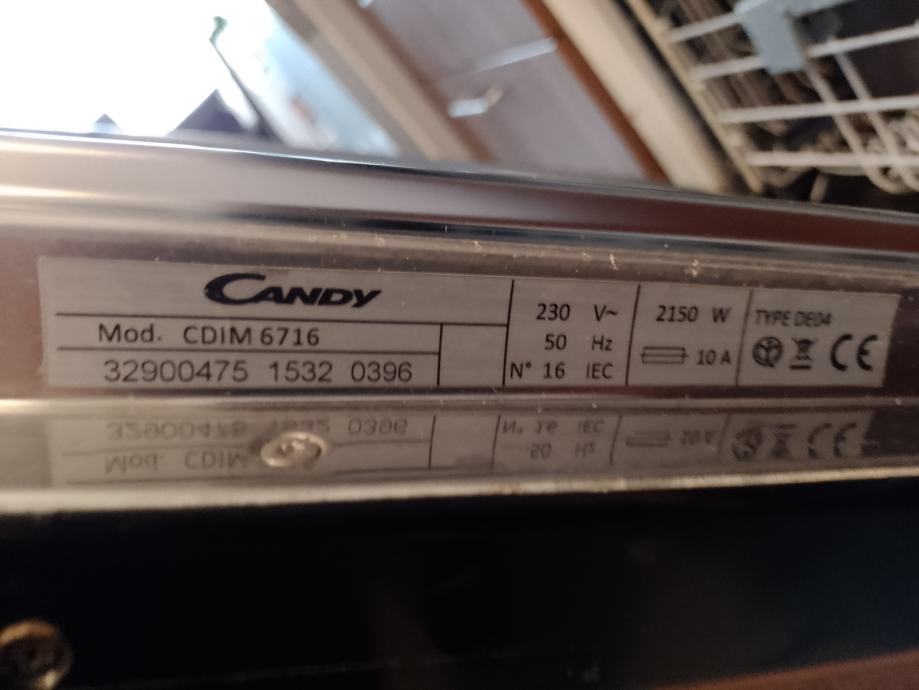 CANDY
Mod. CDIM 6716
32900475 1532 0396
230 V~
50 Hz
N° 16 IEC
2150 W
10 A
TYPE DE04
CE